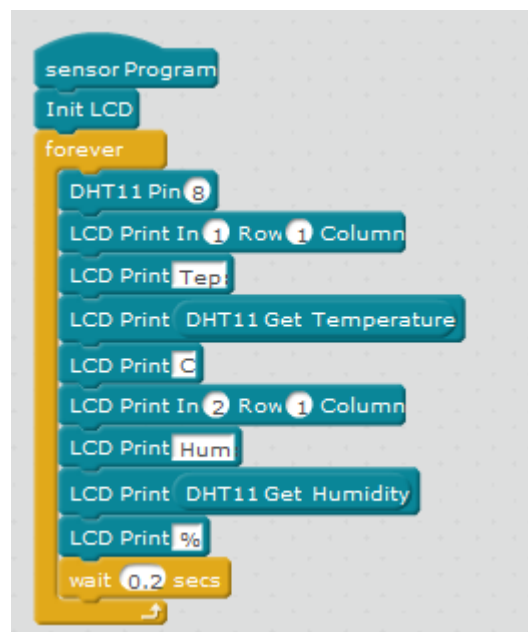 sensor Program
Init LCD
forever
DHT11 Pin 8
LCD Print In 1 Row 1 Column
LCD Print Tep:
LCD Print DHT11 Get Temperature
LCD Print C
LCD Print In 2 Row 1 Column
LCD Print Hum
LCD Print DHT11 Get Humidity
LCD Print %
wait 0.2 secs